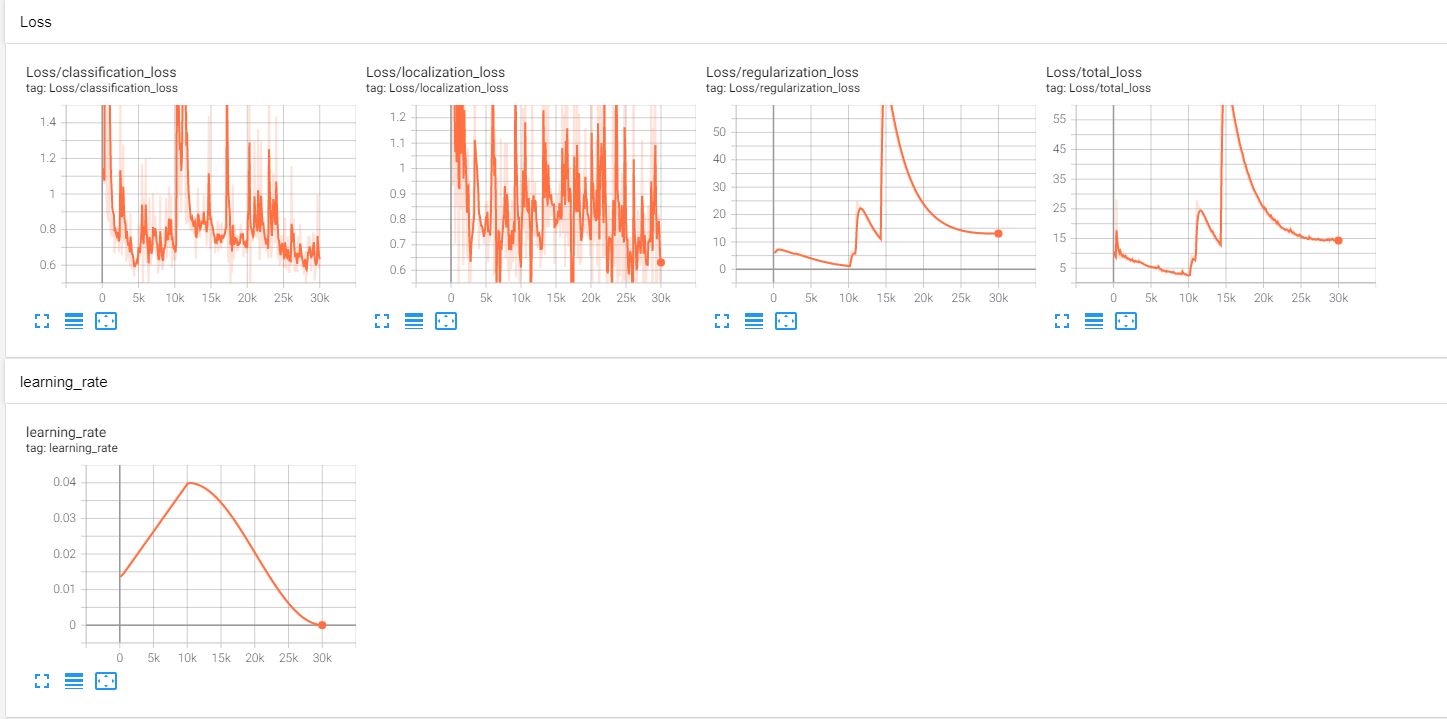 Loss
Loss/classification_loss
tag: Loss/classification_loss
1.4
1.2
1
0.8
0.6
0 5k 10k 15k 20k 25k 30k
Loss/localization_loss
tag: Loss/localization_loss
1.2
1.1
1
0.9
0.8
0.7
0.6
0 5k 10k 15k 20k 25k 30k
Loss/regularization_loss
tag: Loss/regularization_loss
50
40
30
20
10
0
0 5k 10k 15k 20k 25k 30k
Loss/total_loss
tag: Loss/total_loss
55
45
35
25
15
5
0 5k 10k 15k 20k 25k 30k
learning_rate
learning_rate
tag: learning_rate
0.04
0.03
0.02
0.01
0
0 5k 10k 15k 20k 25k 30k